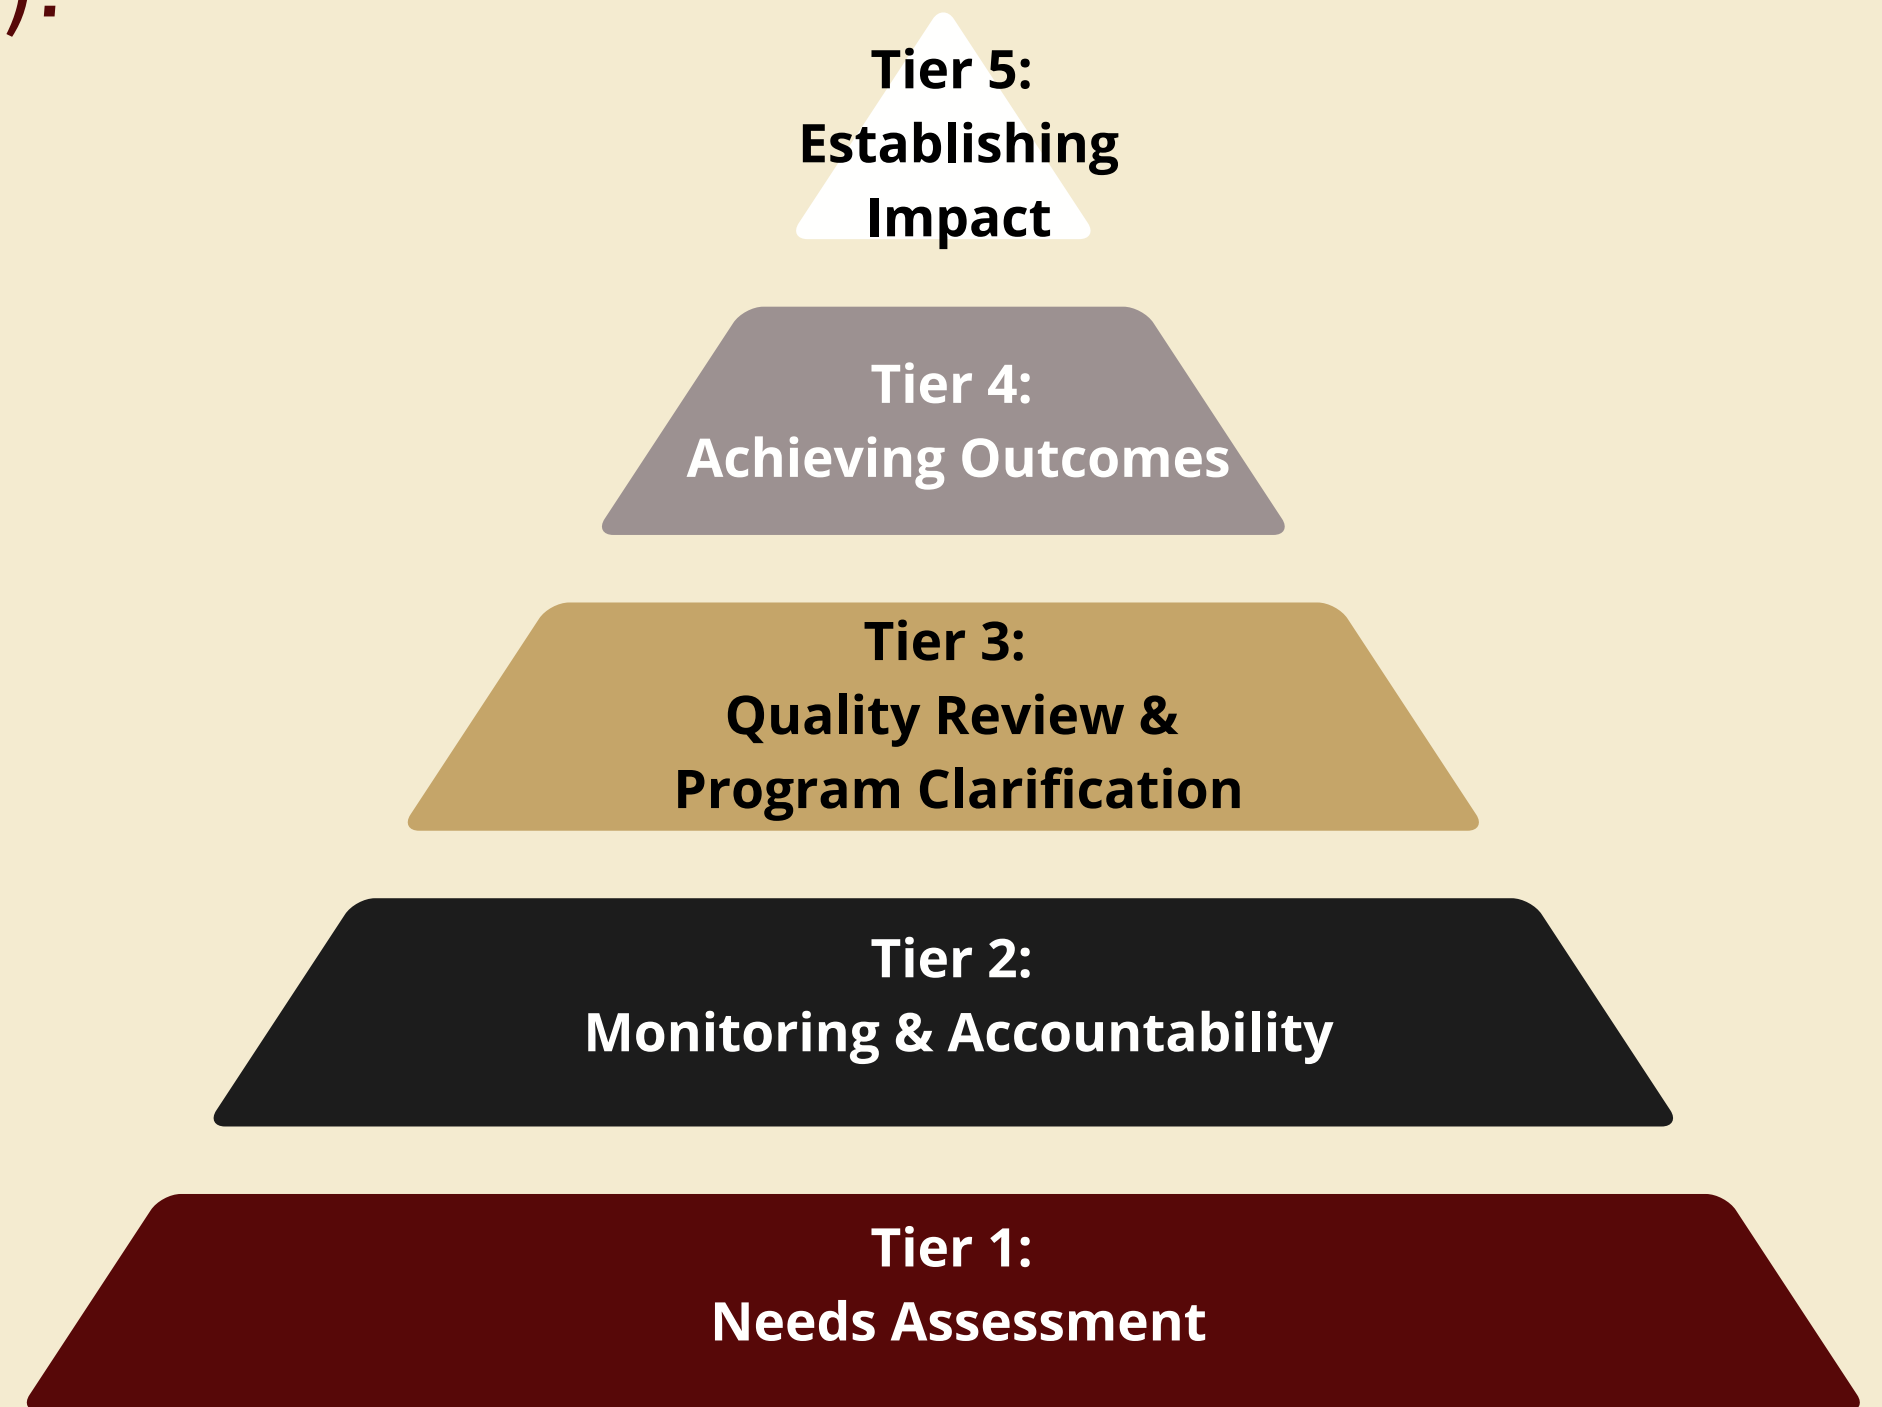 ).
Tier 5:
Establishing
Impact
Tier 4:
Achieving Outcomes
Tier 3:
Quality Review &
Program Clarification
Tier 2:
Monitoring & Accountability
Tier 1:
Needs Assessment